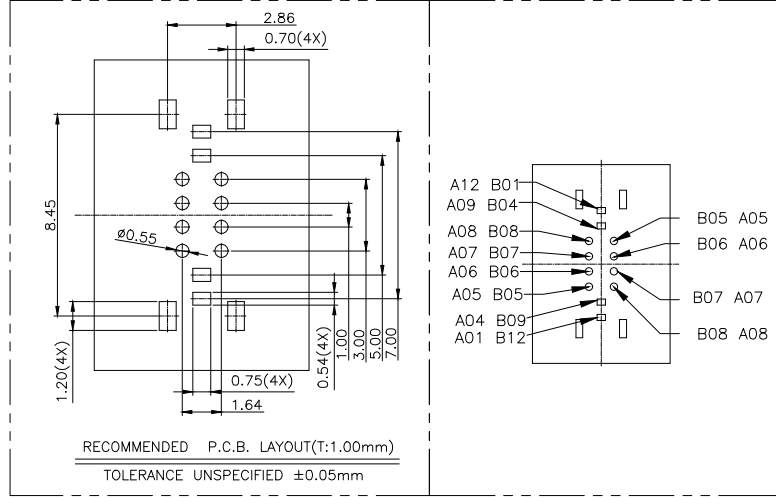 2.86
0.70(4X)
8.45
ø0.55
1.20(4X)
0.75(4X)
1.64
0.54(4X)
1.00
3.00
5.00
7.00
RECOMMENDED P.C.B. LAYOUT(T:1.00mm)
TOLERANCE UNSPECIFIED ±0.05mm
A12 B01
A09 B04
A08 B08
A07 B07
A06 B06
A05 B05
A04 B09
A01 B12
B05 A05
B06 A06
B07 A07
B08 A08